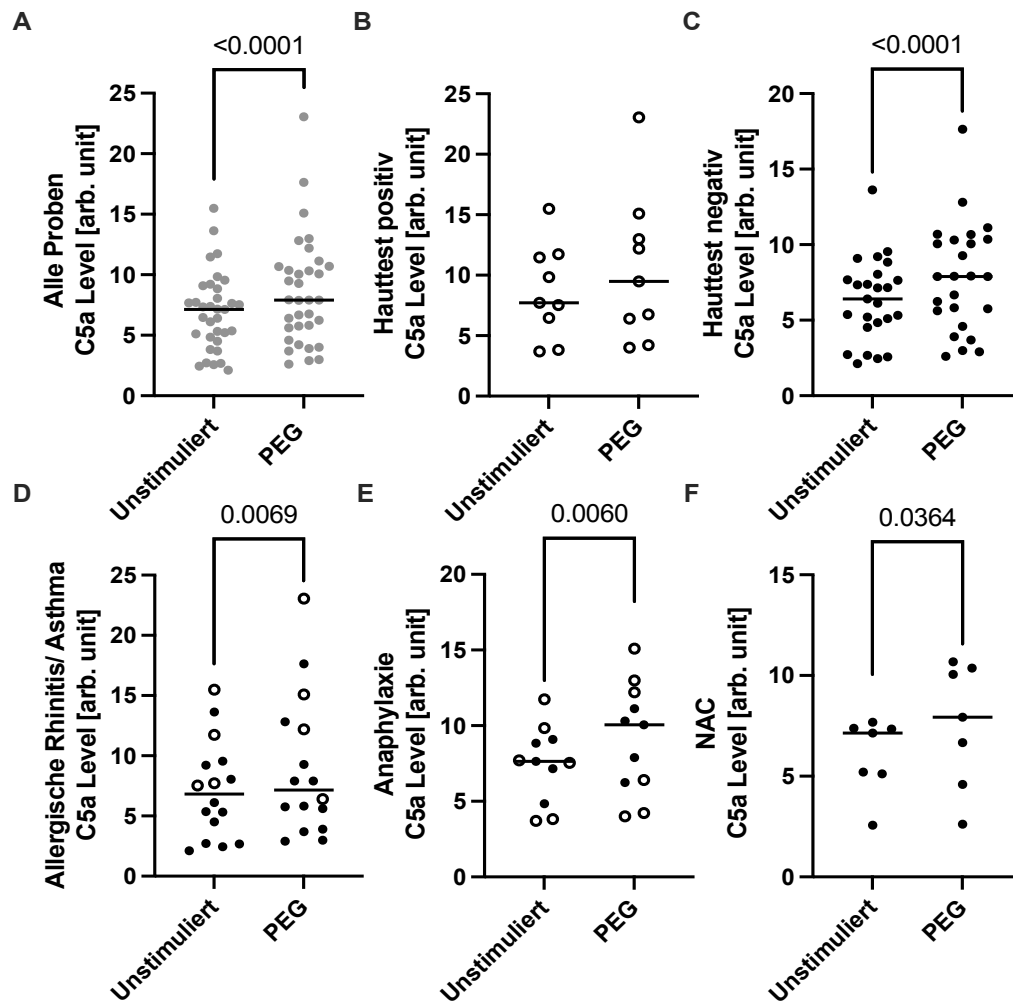 A
<0.0001
Alle Proben
C5a Level [arb. unit]
25
20
15
10
5
0
Unstimuliert
PEG
B
Hauttest positiv
C5a Level [arb. unit]
25
20
15
10
5
0
Unstimuliert
PEG
C
<0.0001
Hauttest negativ
C5a Level [arb. unit]
20
15
10
5
0
Unstimuliert
PEG
D
0.0069
Allergische Rhinitis/ Asthma
C5a Level [arb. unit]
25
20
15
10
5
0
Unstimuliert
PEG
E
0.0060
Anaphylaxie
C5a Level [arb. unit]
20
15
10
5
0
Unstimuliert
PEG
F
0.0364
NAC
C5a Level [arb. unit]
15
10
5
0
Unstimuliert
PEG